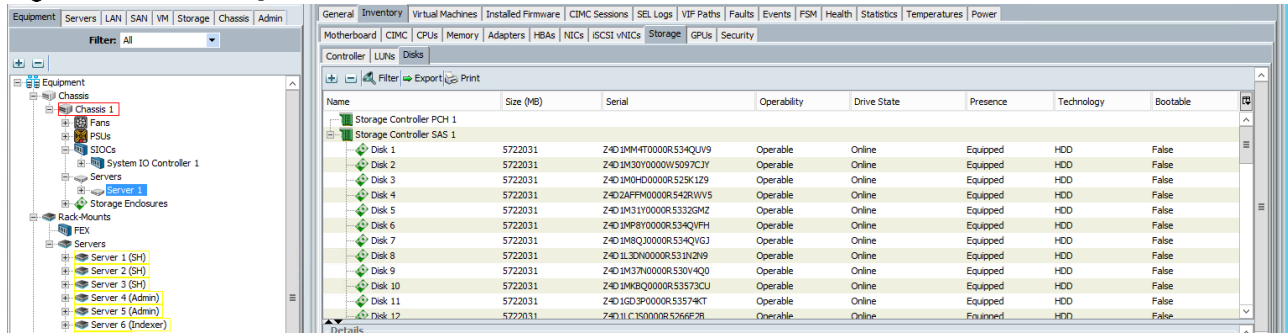 Equipment Servers LAN SAN VM Storage Chassis Admin
Filter: All
Equipment
Chassis
Chassis 1
Fans
PSUs
SIOCs
System IO Controller 1
Servers
Server 1
Storage Enclosures
Rack-Mounts
FEX
Servers
Server 1 (SH)
Server 2 (SH)
Server 3 (SH)
Server 4 (Admin)
Server 5 (Admin)
Server 6 (Indexer)
General Inventory Virtual Machines Installed Firmware CIMC Sessions SEL Logs VIF Paths Faults Events FSM Health Statistics Temperatures Power
Motherboard CIMC CPUs Memory Adapters HBAs NICs iSCSI vNICs Storage GPUs Security
Controller LUNs Disks
Filter Export Print
Name Size (MB) Serial Operability Drive State Presence Technology Bootable
Storage Controller PCH 1
Storage Controller SAS 1
Disk 1 5722031 Z4D1MM4T0000R534QUV9 Operable Online Equipped HDD False
Disk 2 5722031 Z4D1M30Y0000W5097CJY Operable Online Equipped HDD False
Disk 3 5722031 Z4D1M0HD0000R525K1Z9 Operable Online Equipped HDD False
Disk 4 5722031 Z4D2AFFM0000R542RWV5 Operable Online Equipped HDD False
Disk 5 5722031 Z4D1M31Y0000R5332GMZ Operable Online Equipped HDD False
Disk 6 5722031 Z4D1MP8Y0000R534QVFH Operable Online Equipped HDD False
Disk 7 5722031 Z4D1M8QJ0000R534QVGJ Operable Online Equipped HDD False
Disk 8 5722031 Z4D1L3DN0000R531N2N9 Operable Online Equipped HDD False
Disk 9 5722031 Z4D1M37N0000R530V4Q0 Operable Online Equipped HDD False
Disk 10 5722031 Z4D1MKBQ0000R53573CU Operable Online Equipped HDD False
Disk 11 5722031 Z4D1GD3P0000R53574KT Operable Online Equipped HDD False
Disk 12 5722031 Z4D1LCJS0000R5266F2B Operable Online Equipped HDD False
Details